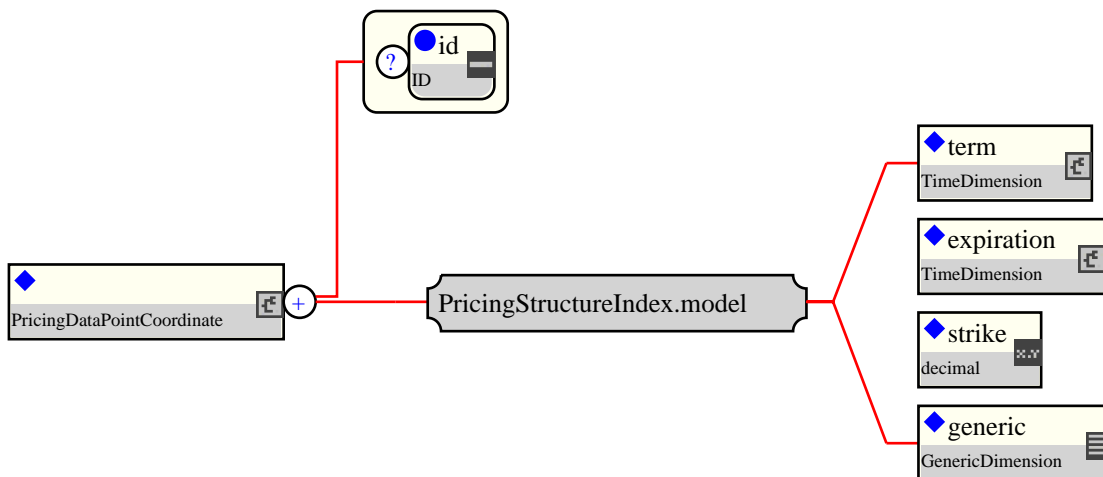 id
?
ID
term
TimeDimension
expiration
TimeDimension
PricingDataPointCoordinate
+
PricingStructureIndex.model
strike
x.y
decimal
generic
GenericDimension